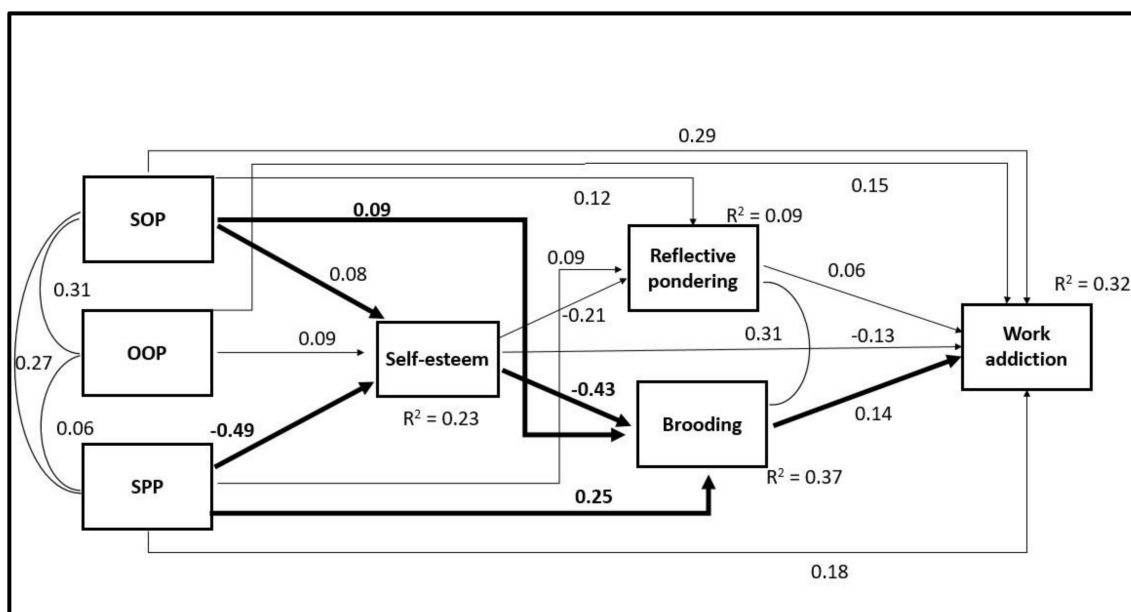 0.29
0.15
SOP
0.12
0.09
R² = 0.09
0.08
0.09
Reflective
pondering
0.06
-0.21
R² = 0.32
0.31
OOP
0.09
Self-esteem
0.31
-0.13
Work
addiction
0.27
R² = 0.23
-0.43
Brooding
0.14
0.06
-0.49
SPP
R² = 0.37
0.25
0.18